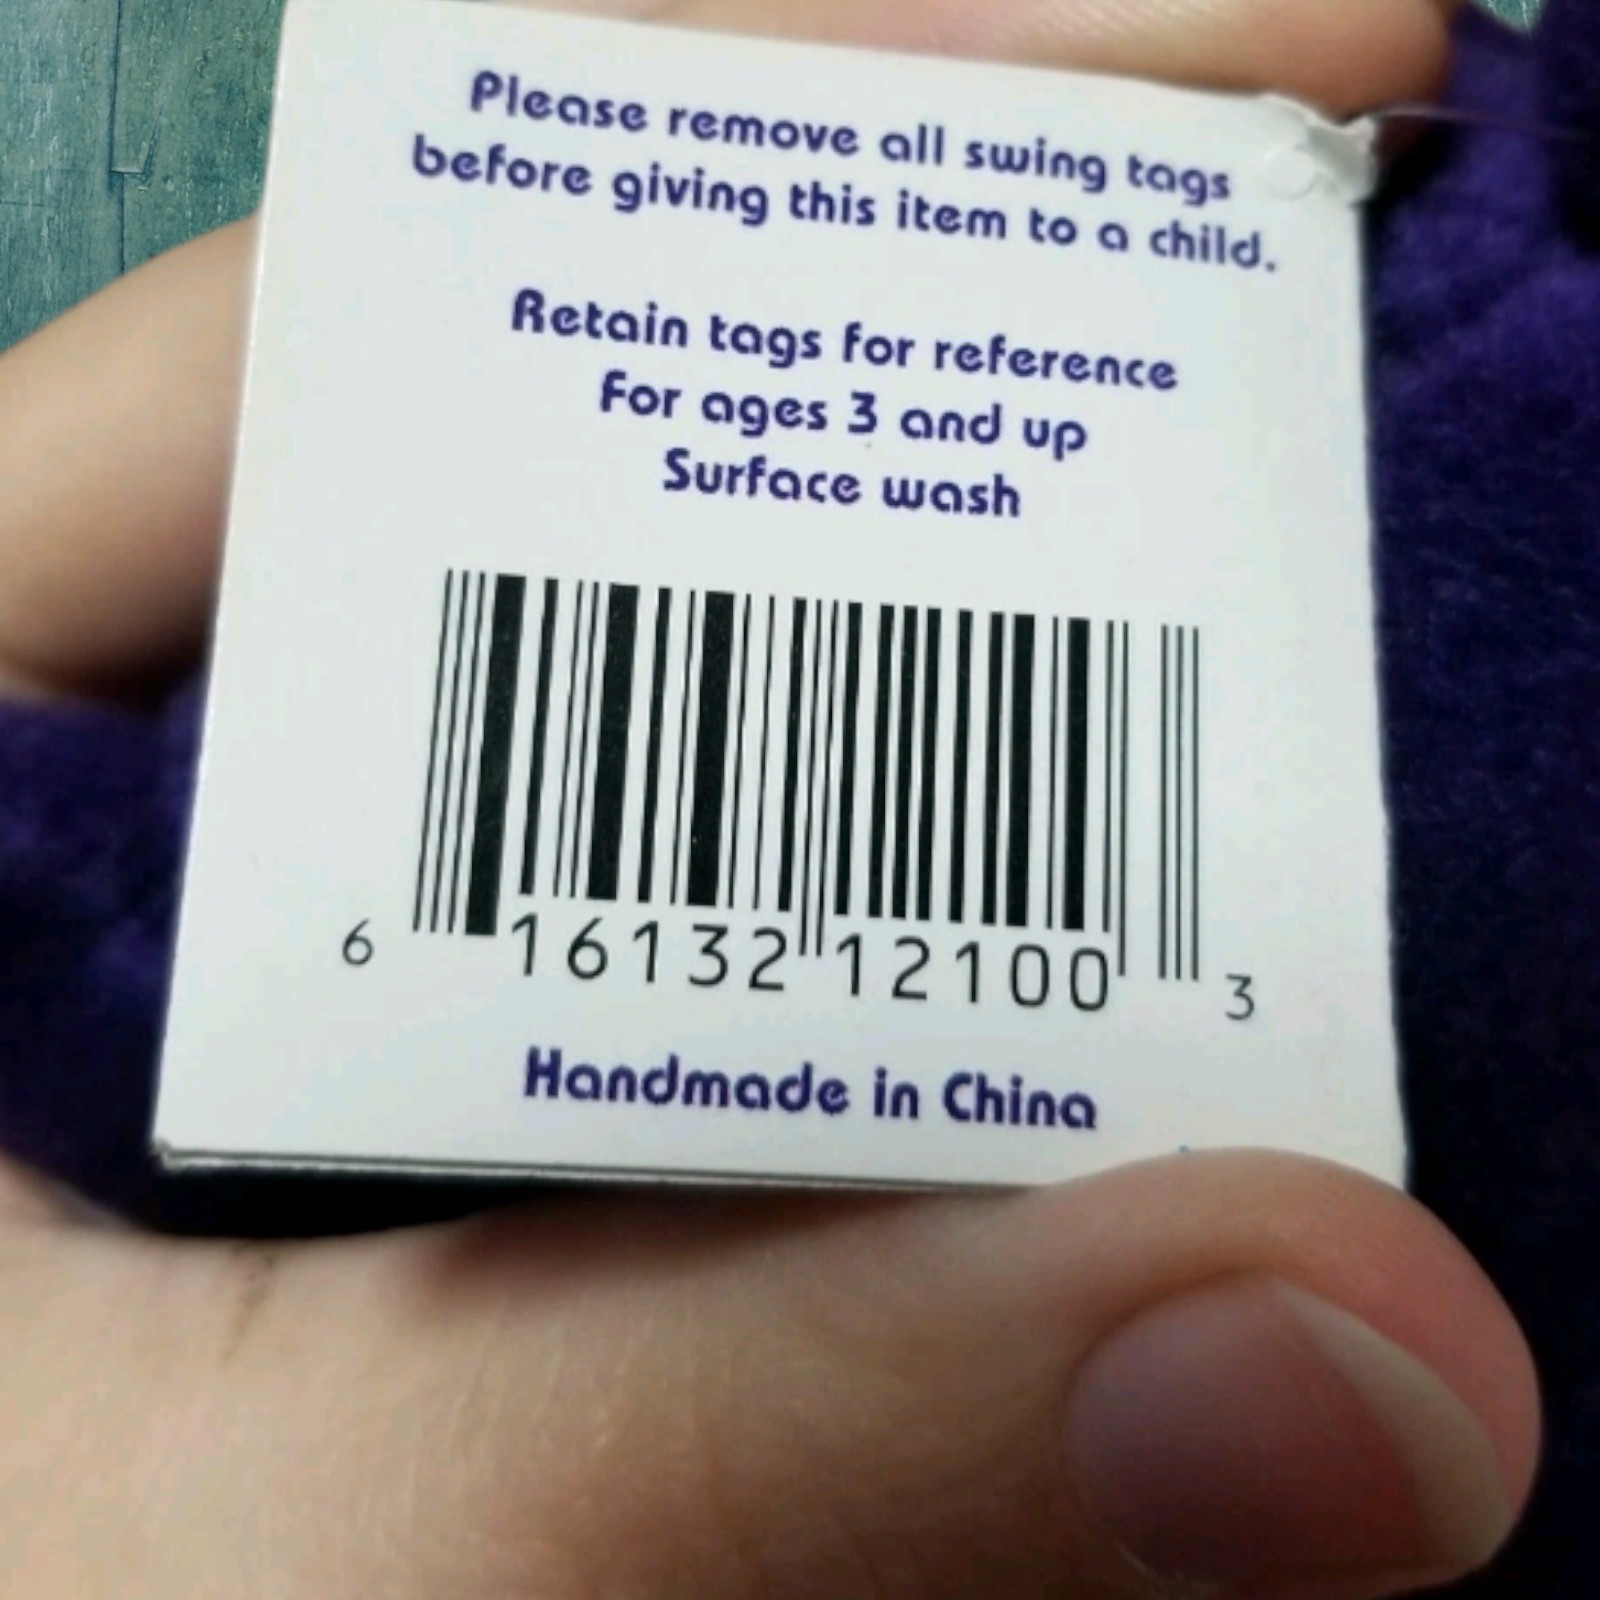 Please remove all swing tags
before giving this item to a child.
Retain tags for reference
For ages 3 and up
Surface wash
6 16132 12100 3
Handmade in China